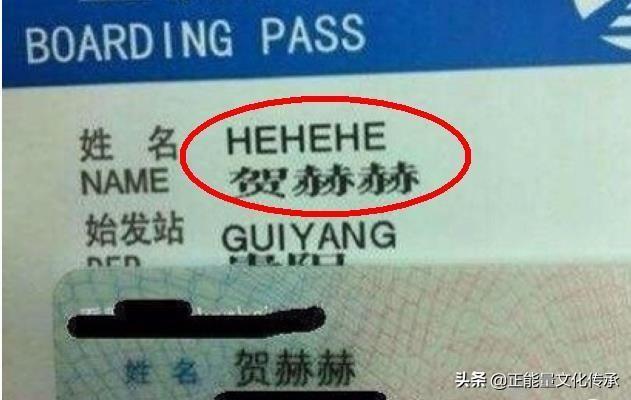 BOARDING PASS
姓 名 HEHEHE
NAME 贺赫赫
始发站 GUIYANG
姓 名 贺赫赫
头条 @正能量文化传承